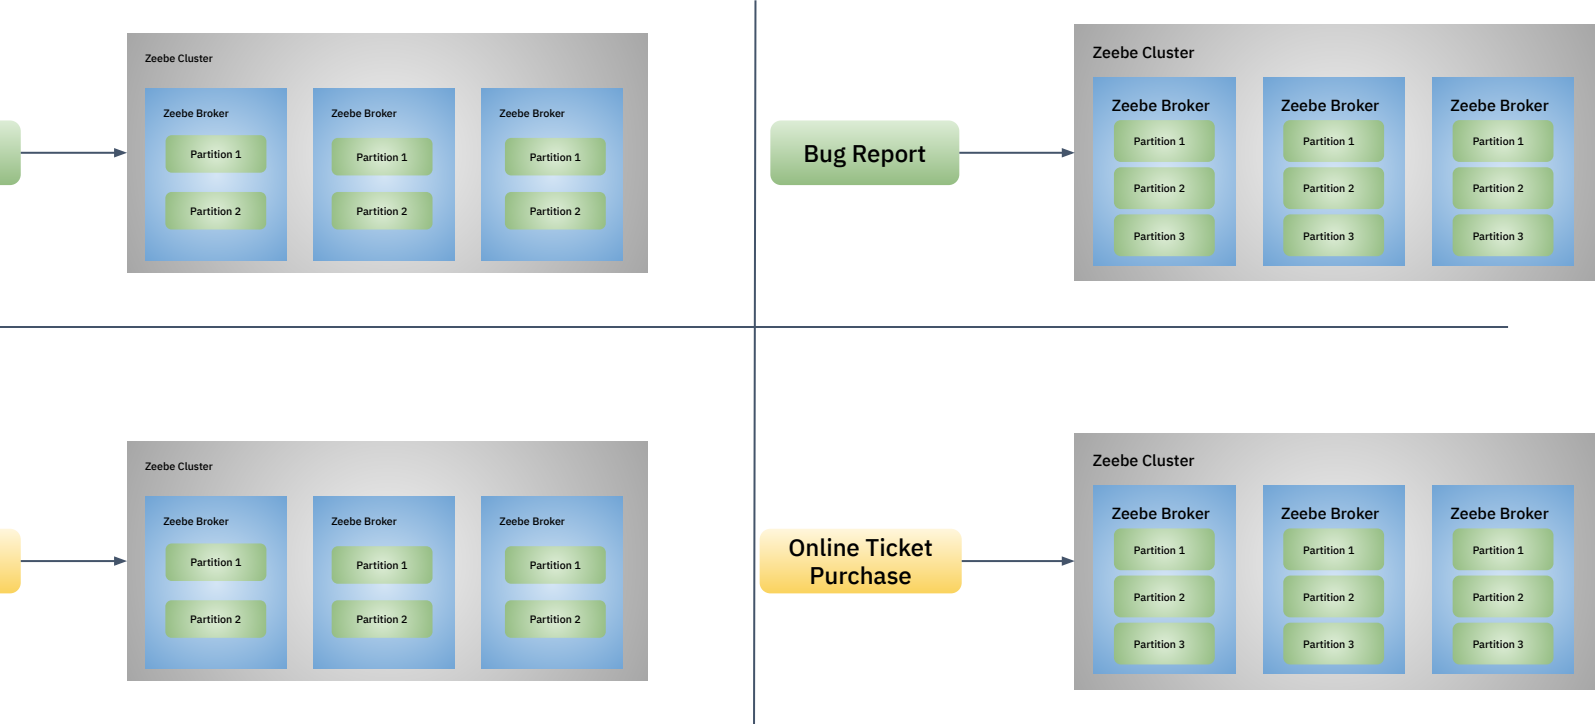 Zeebe Cluster
Zeebe Broker
Partition 1
Partition 2
Zeebe Broker
Partition 1
Partition 2
Zeebe Broker
Partition 1
Partition 2
Bug Report
Zeebe Cluster
Zeebe Broker
Partition 1
Partition 2
Partition 3
Zeebe Broker
Partition 1
Partition 2
Partition 3
Zeebe Broker
Partition 1
Partition 2
Partition 3
Zeebe Cluster
Zeebe Broker
Partition 1
Partition 2
Zeebe Broker
Partition 1
Partition 2
Zeebe Broker
Partition 1
Partition 2
Online Ticket
Purchase
Zeebe Cluster
Zeebe Broker
Partition 1
Partition 2
Partition 3
Zeebe Broker
Partition 1
Partition 2
Partition 3
Zeebe Broker
Partition 1
Partition 2
Partition 3